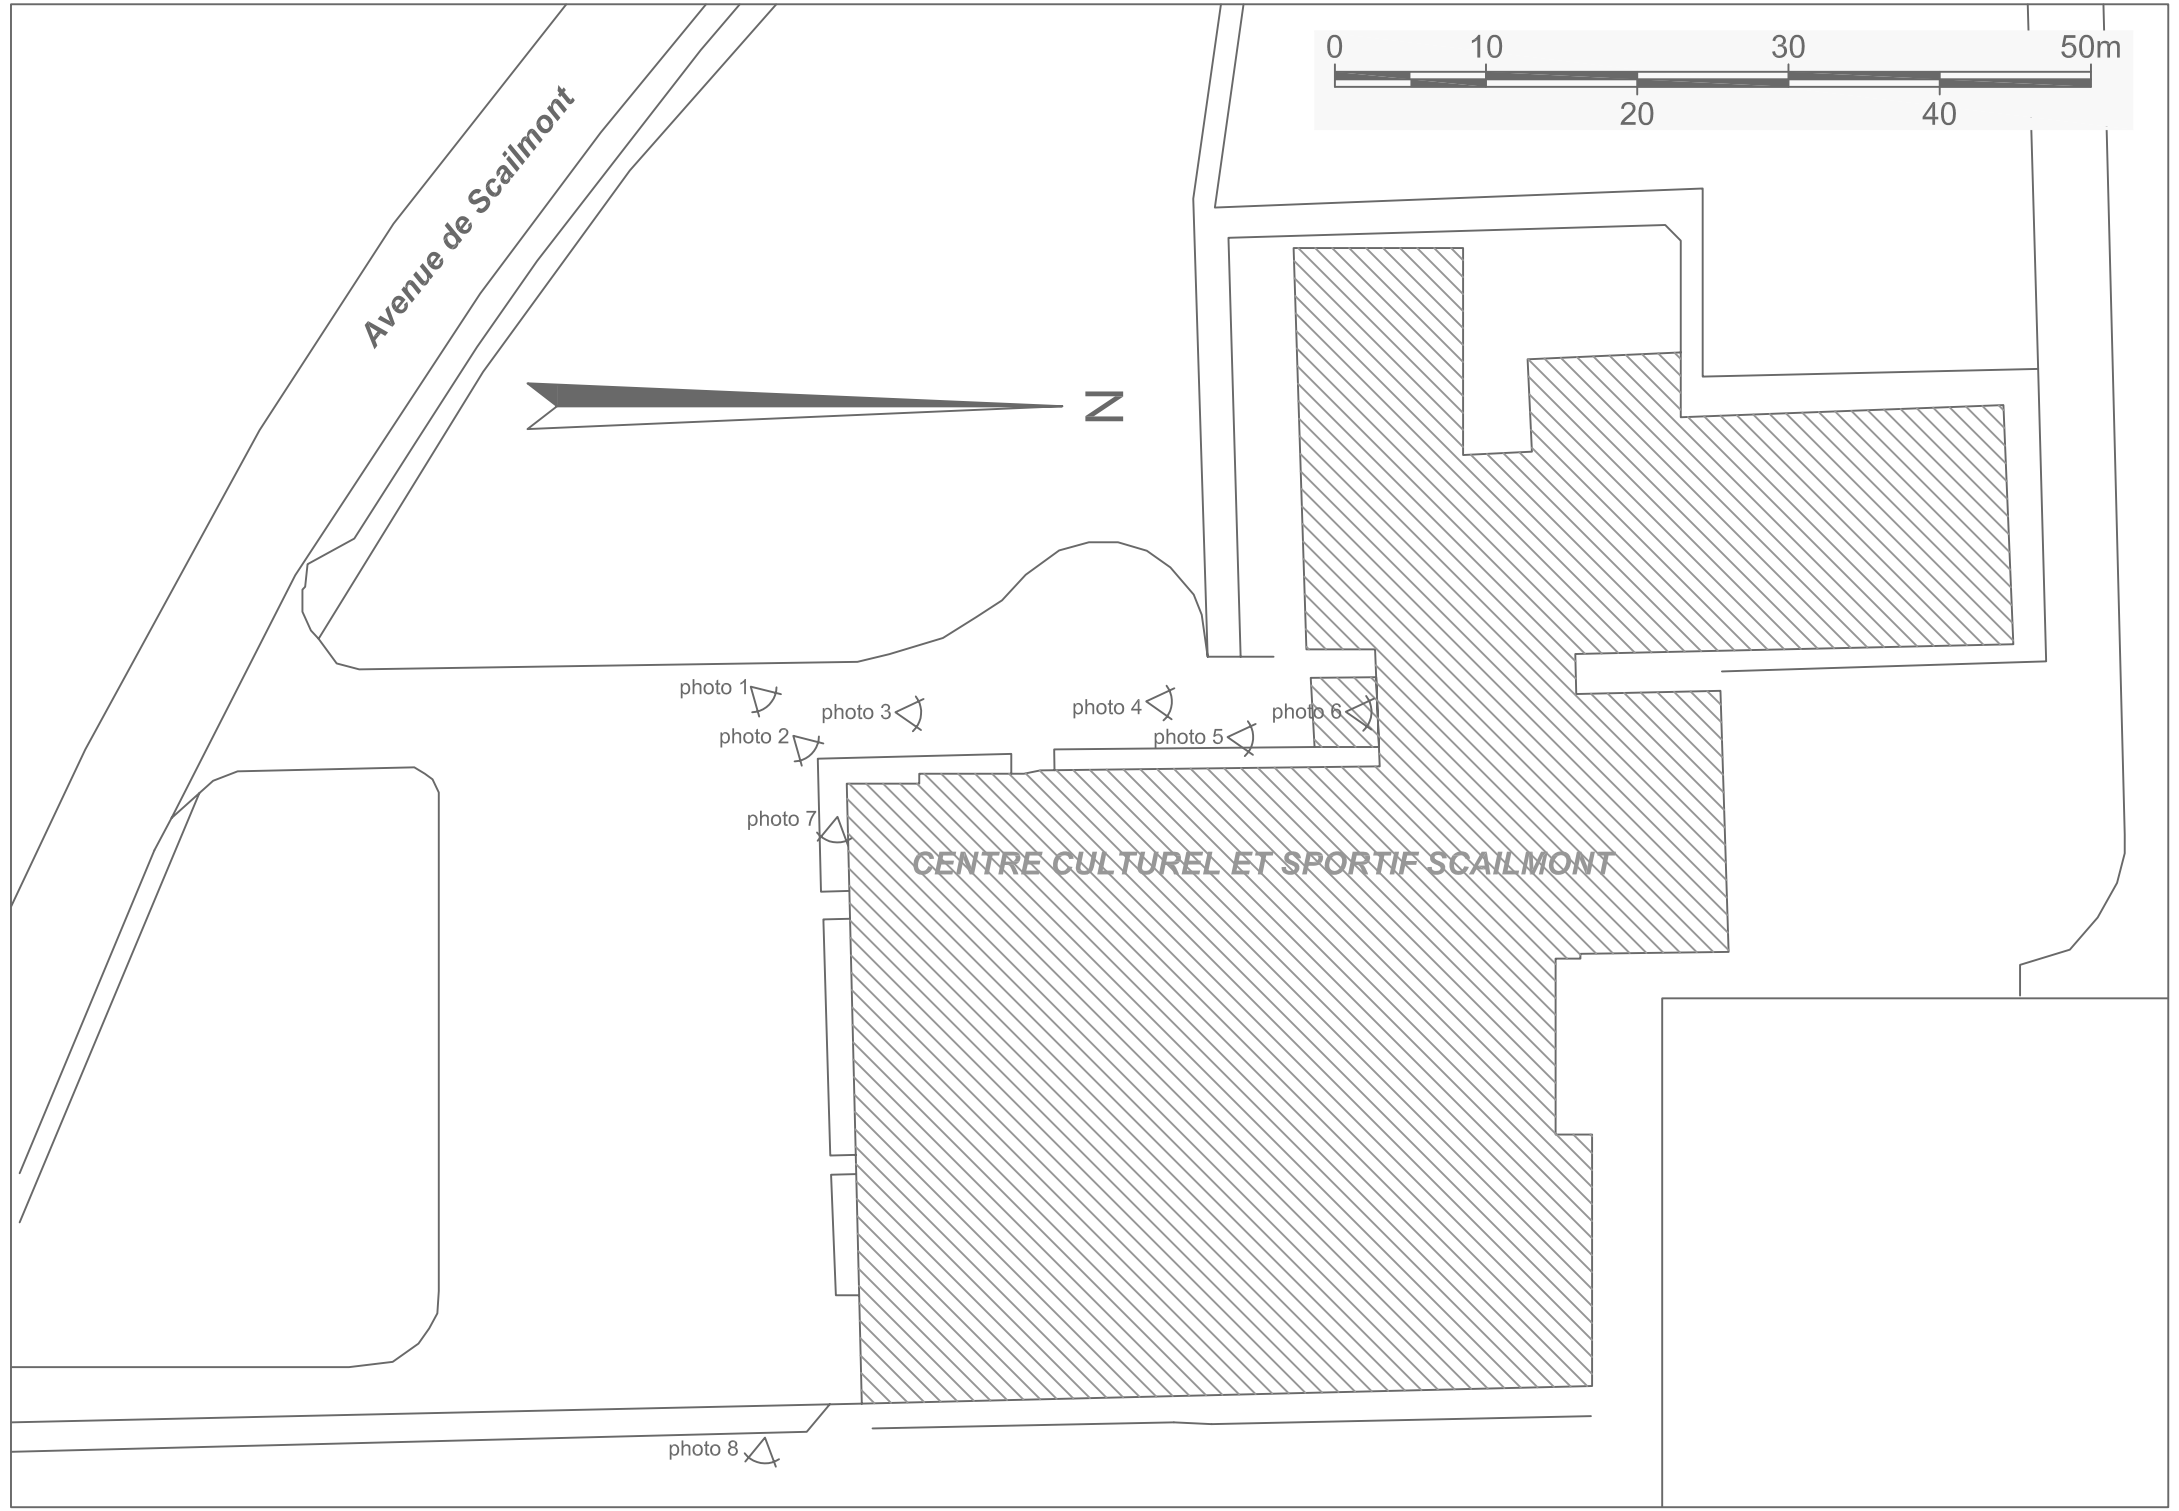 0 10 30 50m
20 40
Avenue de Scailmont
N
photo 1
photo 2
photo 3
photo 4
photo 5
photo 6
photo 7
CENTRE CULTUREL ET SPORTIF SCAILMONT
photo 8